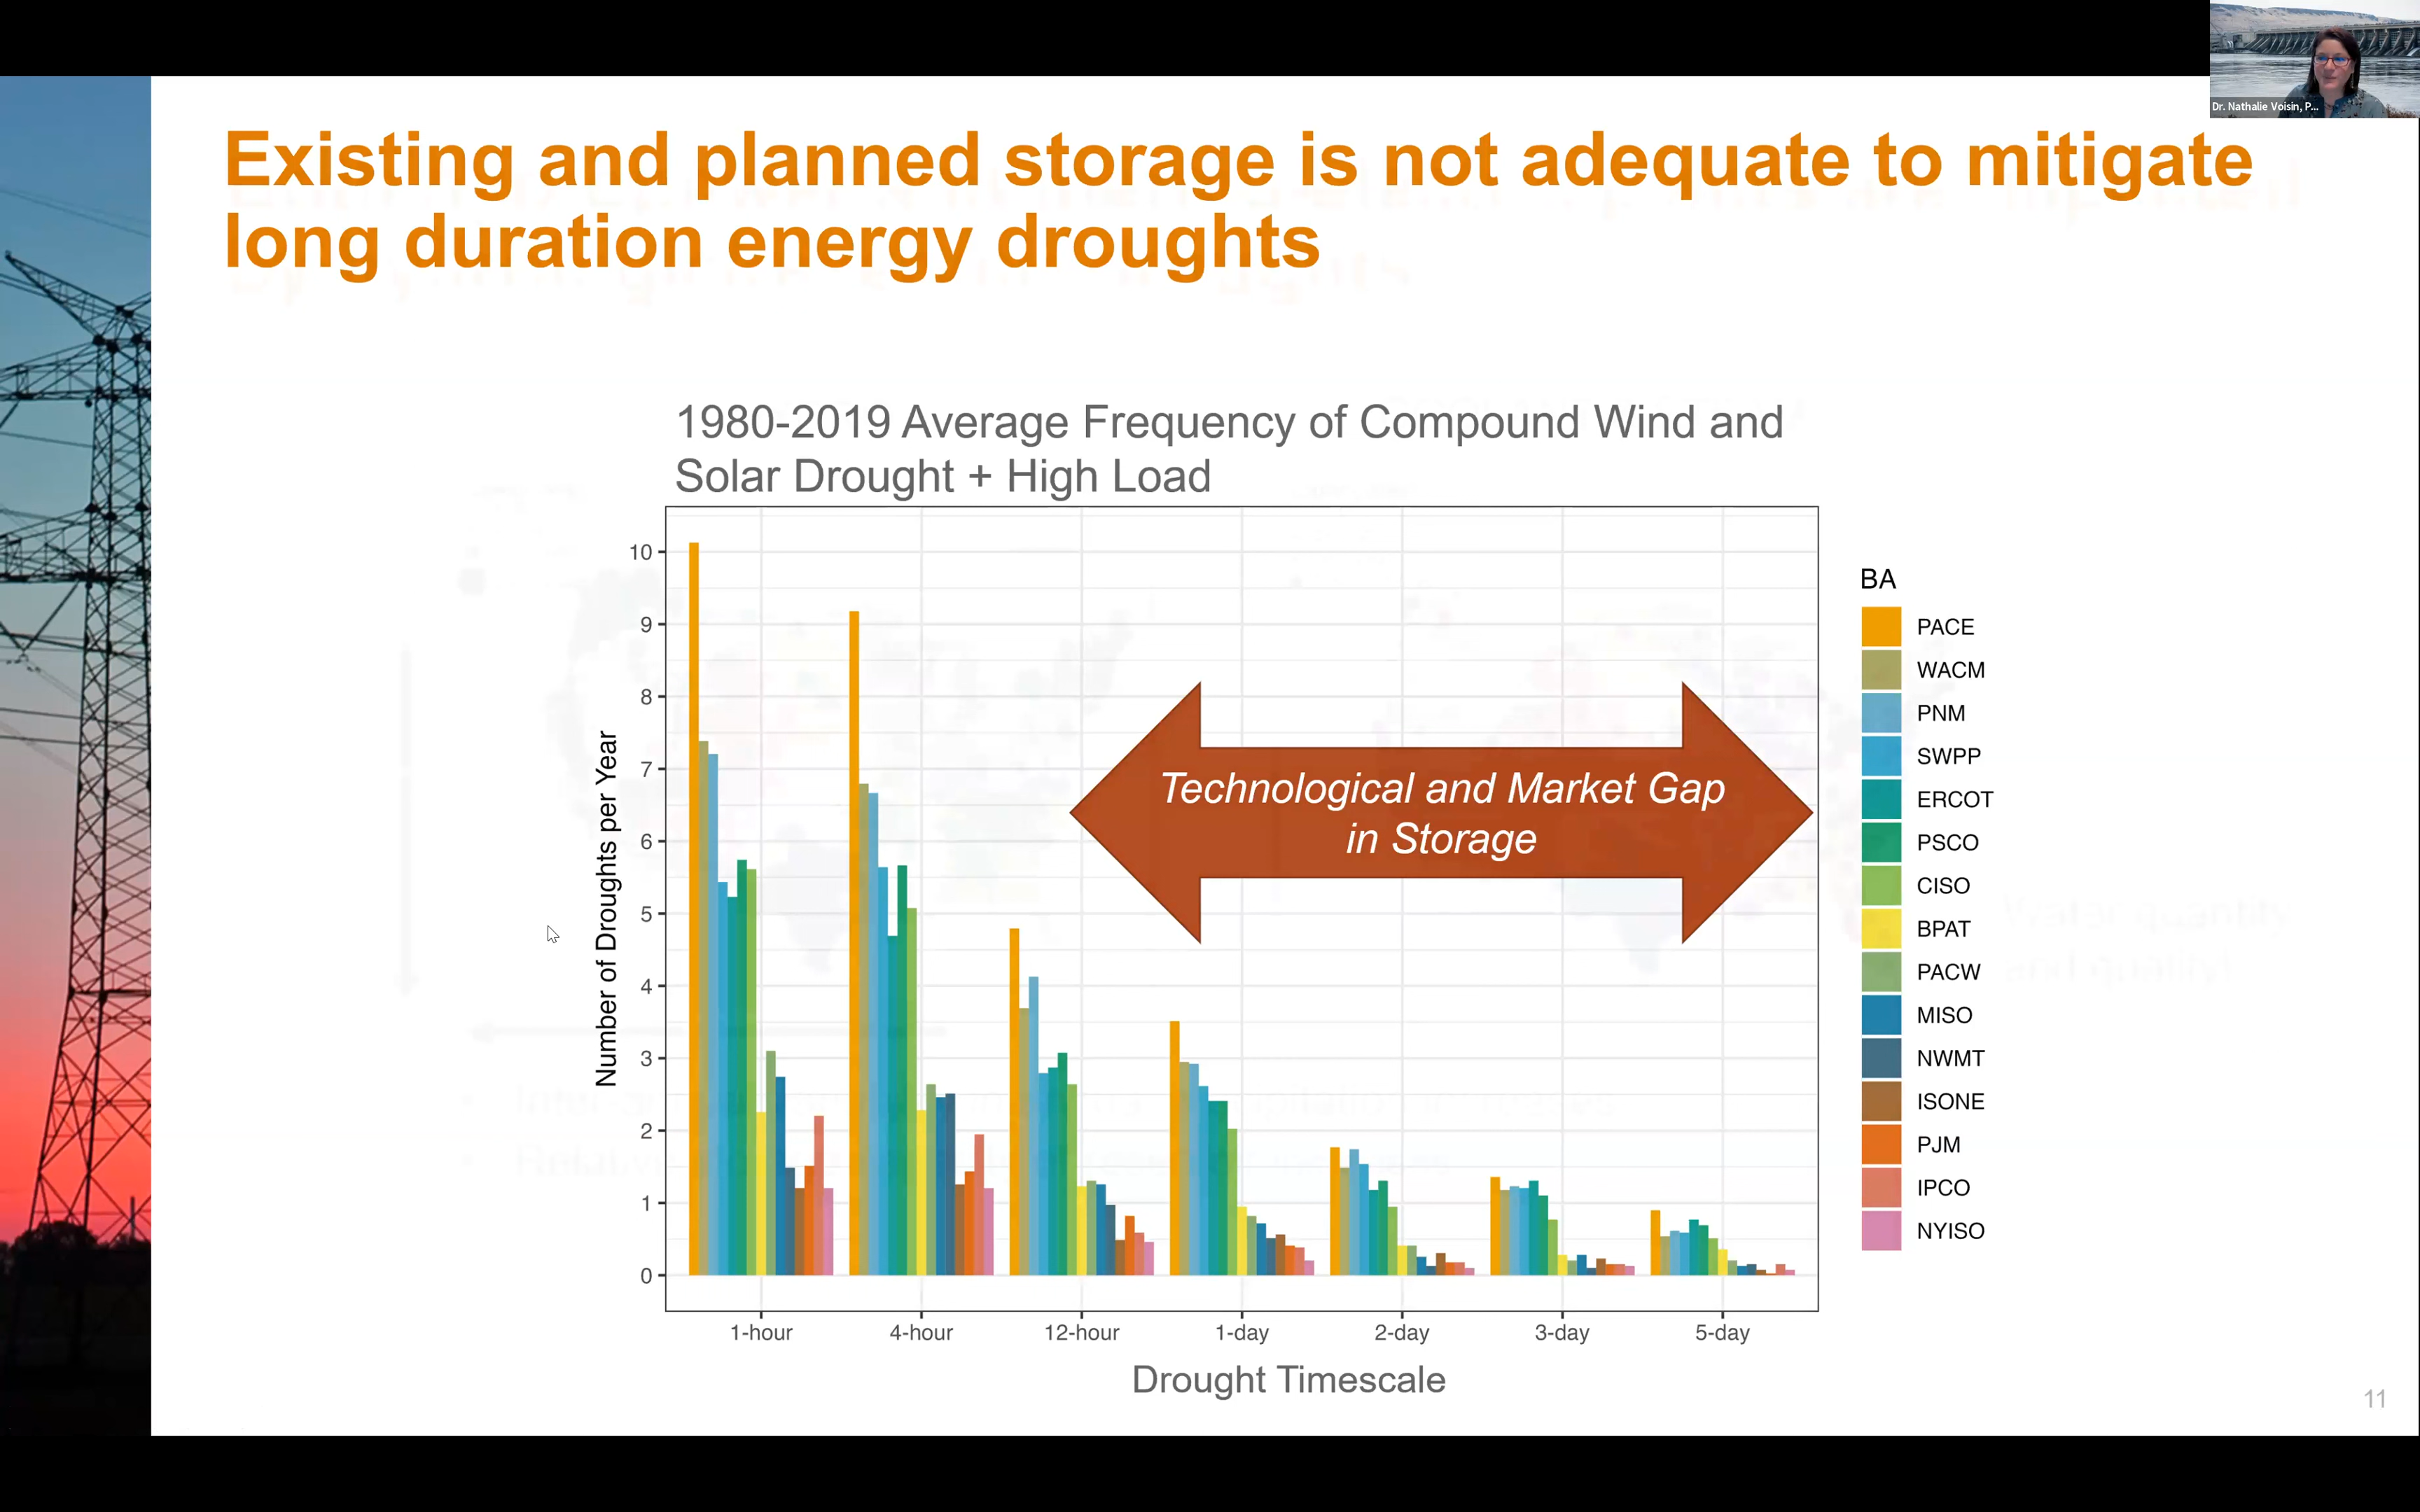 Dr. Nathalie Voisin, P...
Existing and planned storage is not adequate to mitigate
long duration energy droughts
1980-2019 Average Frequency of Compound Wind and
Solar Drought + High Load
Number of Droughts per Year
10
9
8
7
6
5
4
3
2
1
0
Technological and Market Gap
in Storage
1-hour
4-hour
12-hour
1-day
2-day
3-day
5-day
Drought Timescale
BA
PACE
WACM
PNM
SWPP
ERCOT
PSCO
CISO
BPAT
PACW
MISO
NWMT
ISONE
PJM
IPCO
NYISO
11